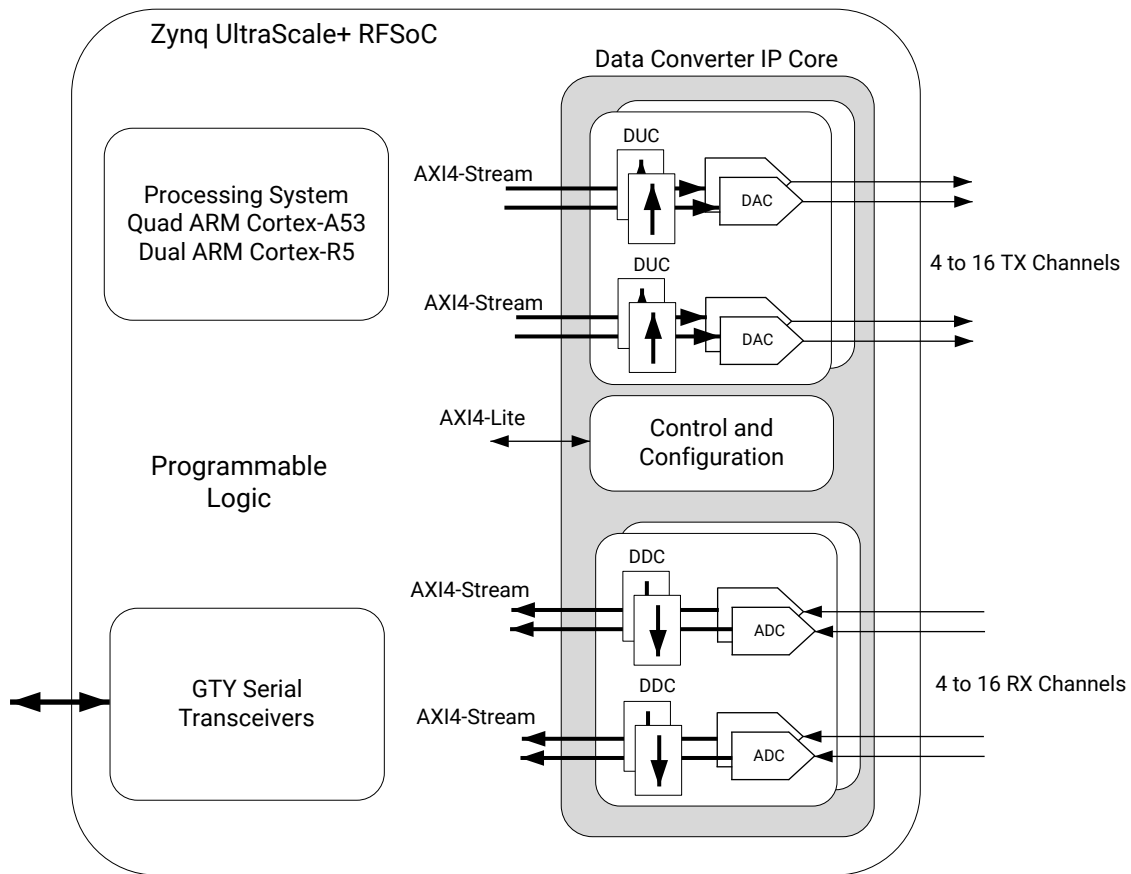 Zynq UltraScale+ RFSoC
Data Converter IP Core
Processing System
Quad ARM Cortex-A53
Dual ARM Cortex-R5
DUC
AXI4-Stream
DAC
DUC
AXI4-Stream
DAC
4 to 16 TX Channels
AXI4-Lite
Control and
Configuration
Programmable
Logic
DDC
AXI4-Stream
ADC
DDC
AXI4-Stream
ADC
4 to 16 RX Channels
GTY Serial
Transceivers